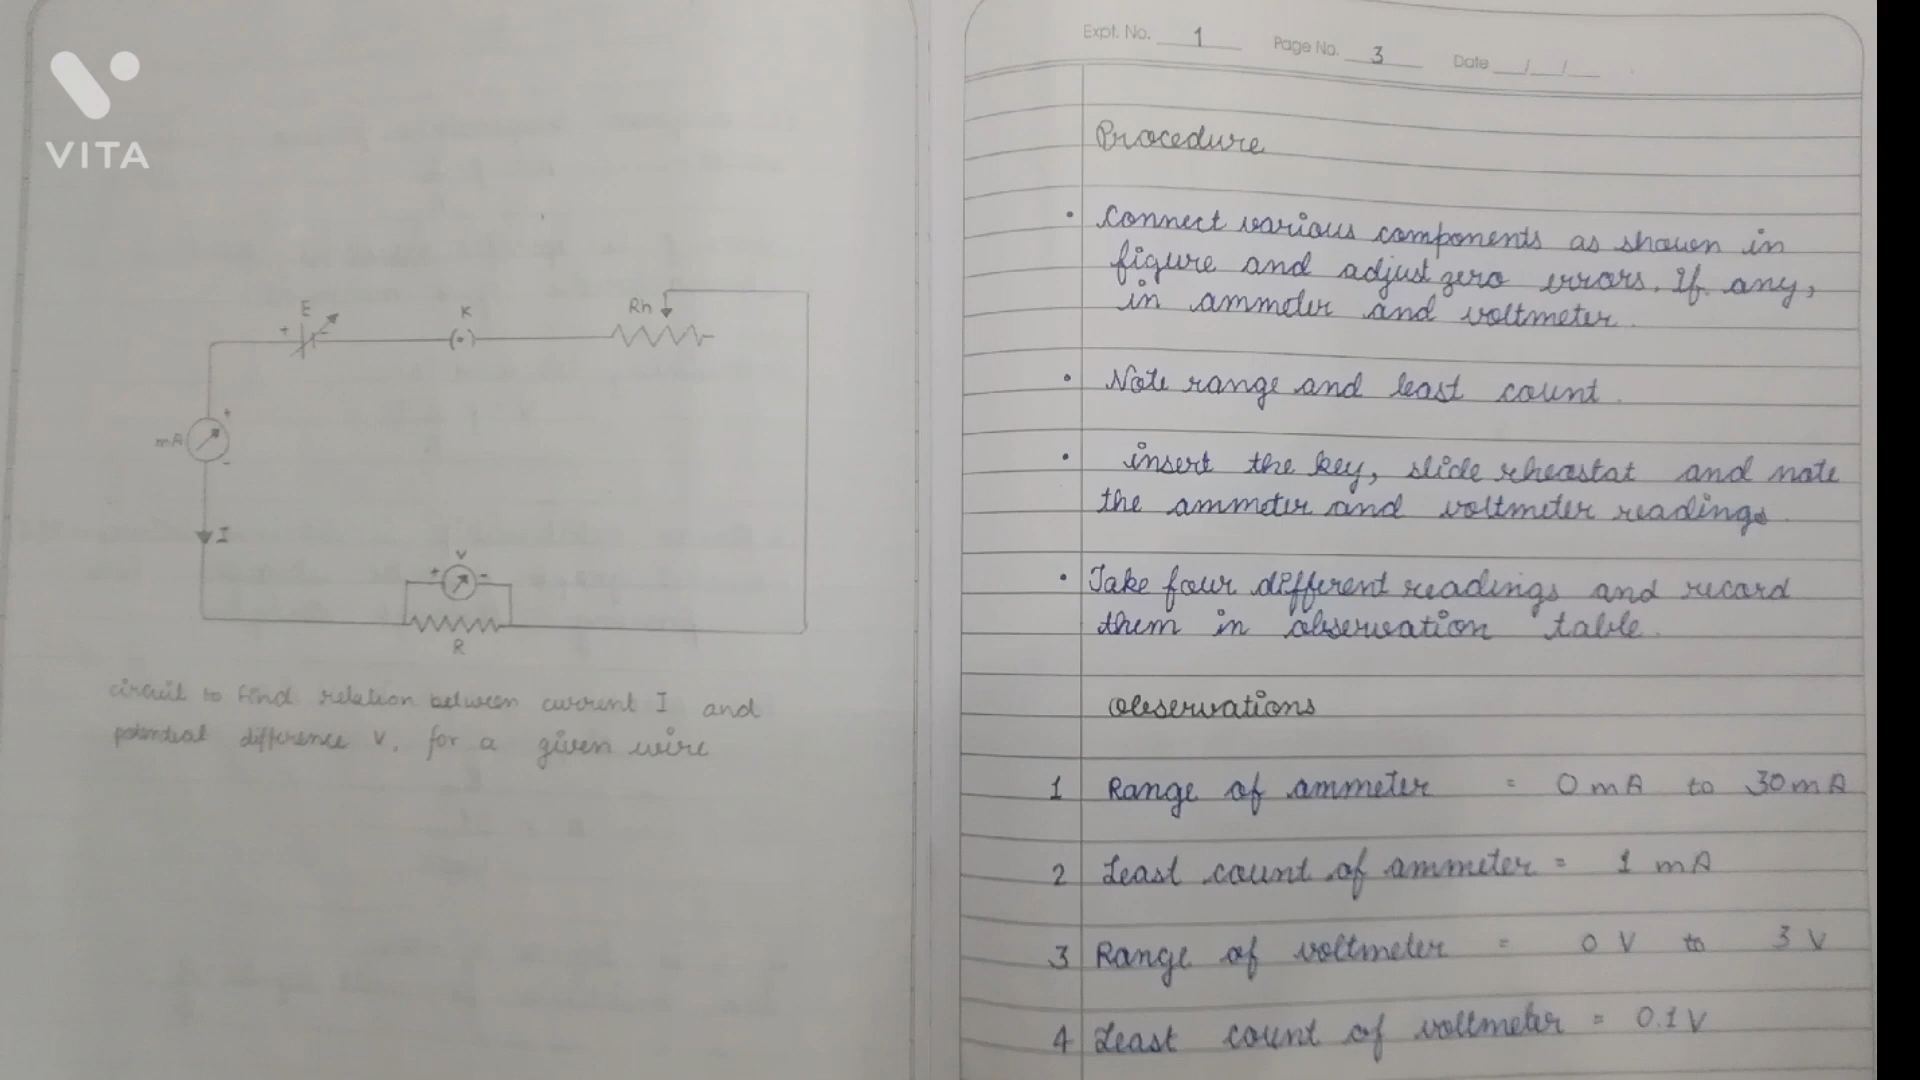 VITA
E
+ -
K
Rh
+
mA
-
I
V
+ -
R
circuit to find relation between current I and
potential difference V, for a given wire
Expt. No. 1 Page No. 3 Date __/__/__
Procedure
• Connect various components as shown in
figure and adjust zero errors. If any,
in ammeter and voltmeter.
• Note range and least count.
• insert the key, slide rheostat and note
the ammeter and voltmeter readings.
• Take four different readings and record
them in observation table.
observations
1 Range of ammeter = 0 mA to 30 mA
2 Least count of ammeter = 1 mA
3 Range of voltmeter = 0 V to 3 V
4 Least count of voltmeter = 0.1 V